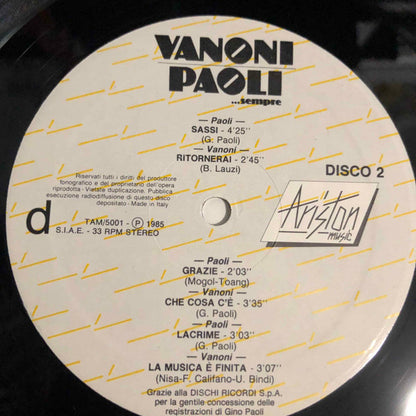 VANONI
PAOLI
...sempre
— Paoli —
SASSI - 4'25''
(G. Paoli)
— Vanoni —
RITORNERAI - 2'45''
(B. Lauzi)
DISCO 2
Riservati tutti i diritti del produttore
fonografico e del proprietario dell'opera
riprodotta - Vietate duplicazione. Pubblica
esecuzione radiodiffusione di questo disco
depositato - Made in Italy
d
TAM/5001 - Ⓟ 1985
S.I.A.E. - 33 RPM STEREO
Ariston
music
— Paoli —
GRAZIE - 2'03''
(Mogol-Toang)
— Vanoni —
CHE COSA C'È - 3'35''
(G. Paoli)
— Paoli —
LACRIME - 3'03''
(G. Paoli)
— Vanoni —
LA MUSICA È FINITA - 3'07''
(Nisa-F. Califano-U. Bindi)
Grazie alla DISCHI RICORDI S.p.A.
per la gentile concessione delle
registrazioni di Gino Paoli